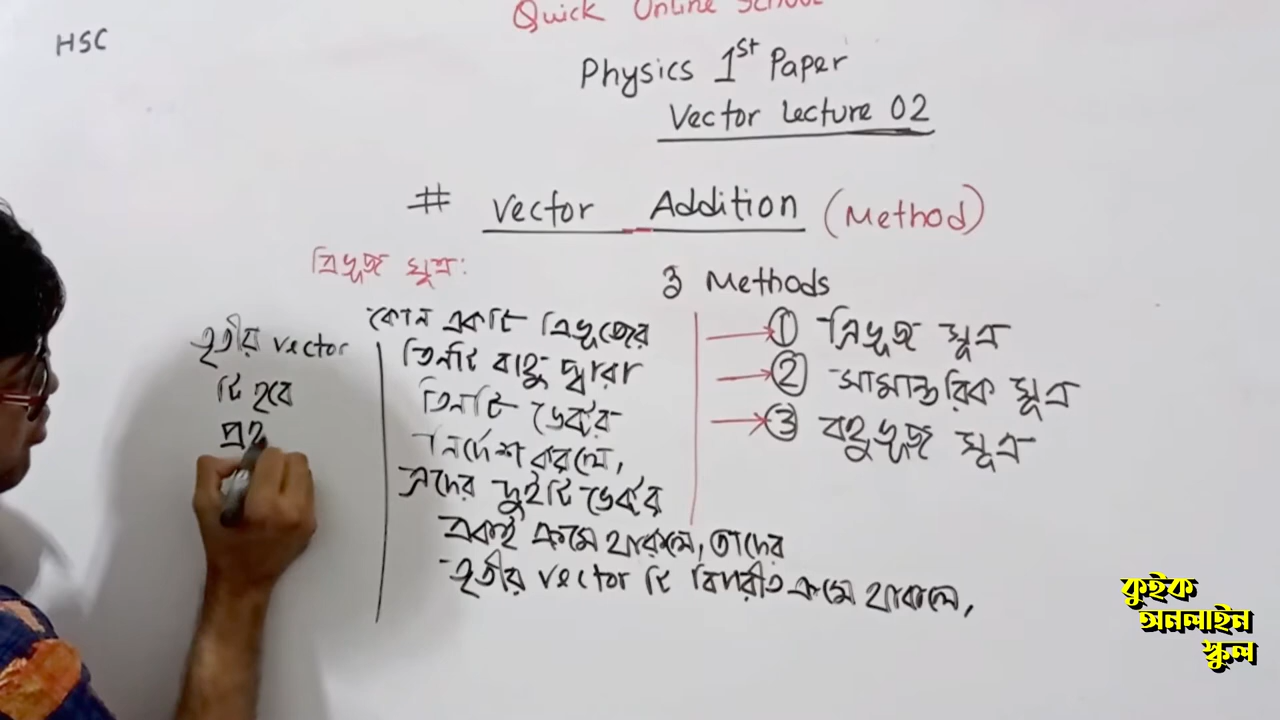 Quick Online School
HSC
Physics 1st Paper
Vector Lecture 02
# Vector Addition (Method)
ত্রিভূজ সূত্র:
3 Methods
কোন একটি ত্রিভূজের
তিনটি বাহু দ্বারা
তিনটি ভেক্টর
নির্দেশ করলে,
এদের দুইটি ভেক্টর
একই ক্রমে থাকলে, তাদের
তৃতীয় vector টি বিপরীত ক্রমে থাকলে,
তৃতীয় vector
টি হবে
① ত্রিভূজ সূত্র
② সামান্তরিক সূত্র
③ বহুভূজ সূত্র
কুইক
অনলাইন
স্কুল